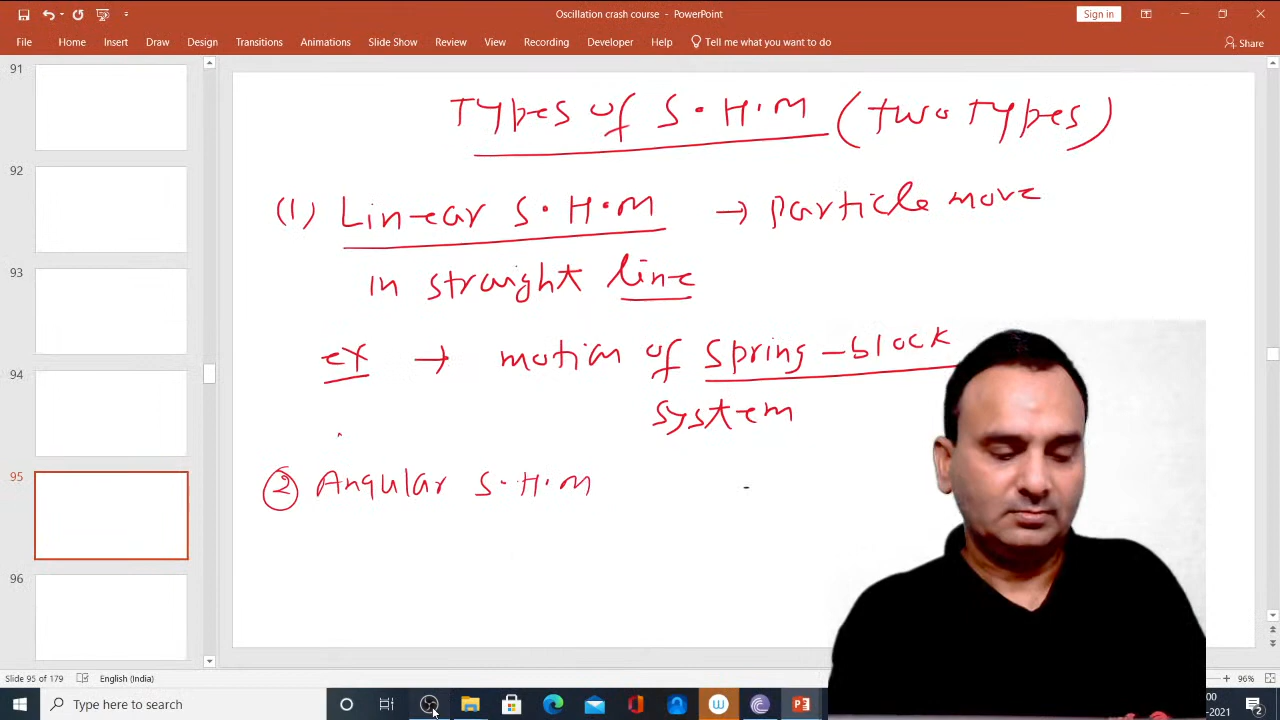 Oscillation crash course - PowerPoint
Sign in
File Home Insert Draw Design Transitions Animations Slide Show Review View Recording Developer Help Tell me what you want to do Share
91
92
93
94
95
96
Types of S.H.M (two Types)
(1) Linear S.H.M → particle move
in straight line
ex → motion of spring-block
system
② Angular S.H.M
Slide 95 of 179 English (India) 96%
Type here to search